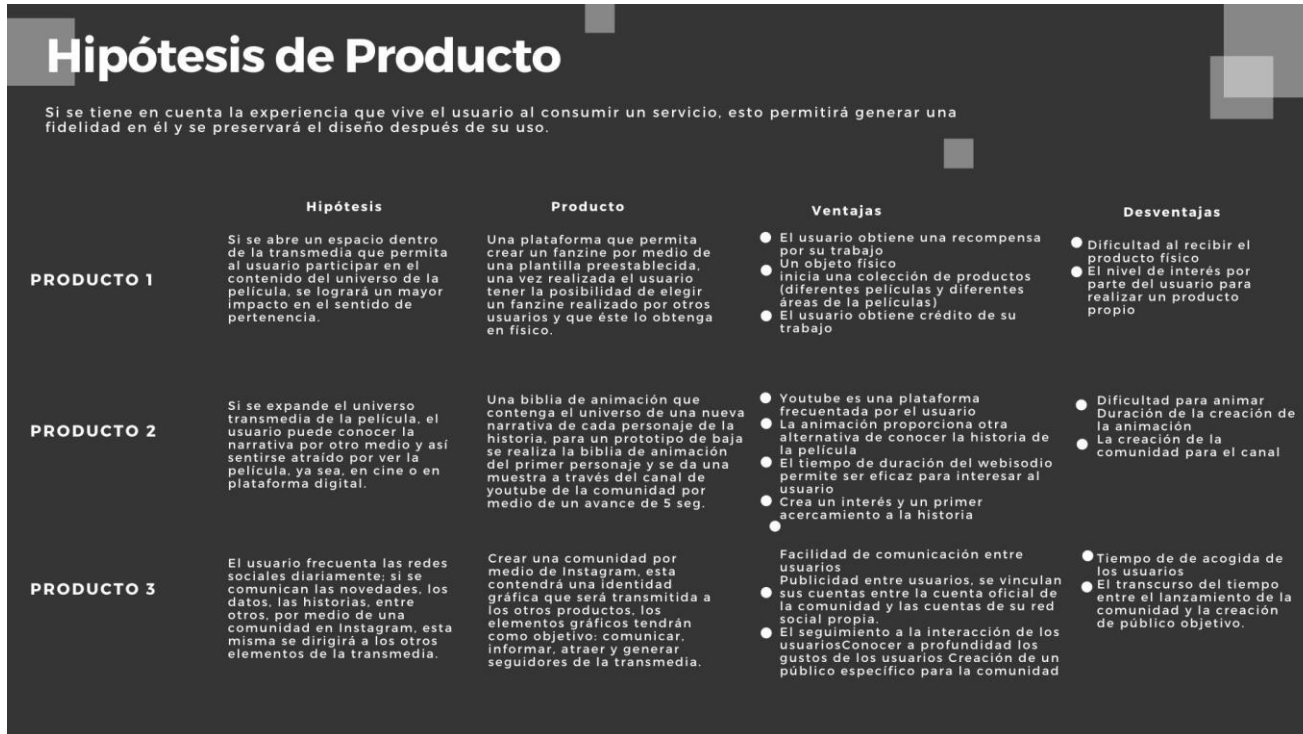 Hipótesis de Producto
Si se tiene en cuenta la experiencia que vive el usuario al consumir un servicio, esto permitirá generar una
fidelidad en él y se preservará el diseño después de su uso.
Hipótesis
Producto
Ventajas
Desventajas
PRODUCTO 1
Si se abre un espacio dentro
de la transmedia que permita
al usuario participar en el
contenido del universo de la
película, se logrará un mayor
impacto en el sentido de
pertenencia.
Una plataforma que permita
crear un fanzine por medio de
una plantilla preestablecida,
una vez realizada el usuario
tener la posibilidad de elegir
un fanzine realizado por otros
usuarios y que éste lo obtenga
en físico.
El usuario obtiene una recompensa
por su trabajo
Un objeto físico
inicia una colección de productos
(diferentes películas y diferentes
áreas de la películas)
El usuario obtiene crédito de su
trabajo
Dificultad al recibir el
producto físico
El nivel de interés por
parte del usuario para
realizar un producto
propio
PRODUCTO 2
Si se expande el universo
transmedia de la película, el
usuario puede conocer la
narrativa por otro medio y así
sentirse atraído por ver la
película, ya sea, en cine o en
plataforma digital.
Una biblia de animación que
contenga el universo de una nueva
narrativa de cada personaje de la
historia, para un prototipo de baja
se realiza la biblia de animación
del primer personaje y se da una
muestra a través del canal de
youtube de la comunidad por
medio de un avance de 5 seg.
Youtube es una plataforma
frecuentada por el usuario
La animación proporciona otra
alternativa de conocer la historia de
la película
El tiempo de duración del webisodio
permite ser eficaz para interesar al
usuario
Crea un interés y un primer
acercamiento a la historia
Dificultad para animar
Duración de la creación de
la animación
La creación de la
comunidad para el canal
PRODUCTO 3
El usuario frecuenta las redes
sociales diariamente; si se
comunican las novedades, los
datos, las historias, entre
otros, por medio de una
comunidad en Instagram, esta
misma se dirigirá a los otros
elementos de la transmedia.
Crear una comunidad por
medio de Instagram, esta
contendrá una identidad
gráfica que será transmitida a
los otros productos, los
elementos gráficos tendrán
como objetivo: comunicar,
informar, atraer y generar
seguidores de la transmedia.
Facilidad de comunicación entre
usuarios
Publicidad entre usuarios, se vinculan
sus cuentas entre la cuenta oficial de
la comunidad y las cuentas de su red
social propia.
El seguimiento a la interacción de los
usuariosConocer a profundidad los
gustos de los usuarios Creación de un
público específico para la comunidad
Tiempo de de acogida de
los usuarios
El transcurso del tiempo
entre el lanzamiento de la
comunidad y la creación
de público objetivo.